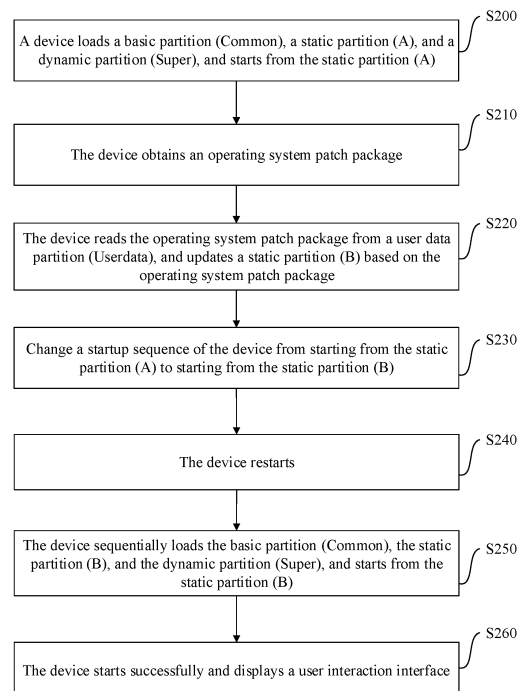 S200
A device loads a basic partition (Common), a static partition (A), and a
dynamic partition (Super), and starts from the static partition (A)
S210
The device obtains an operating system patch package
S220
The device reads the operating system patch package from a user data
partition (Userdata), and updates a static partition (B) based on the
operating system patch package
S230
Change a startup sequence of the device from starting from the static
partition (A) to starting from the static partition (B)
S240
The device restarts
S250
The device sequentially loads the basic partition (Common), the static
partition (B), and the dynamic partition (Super), and starts from the
static partition (B)
S260
The device starts successfully and displays a user interaction interface